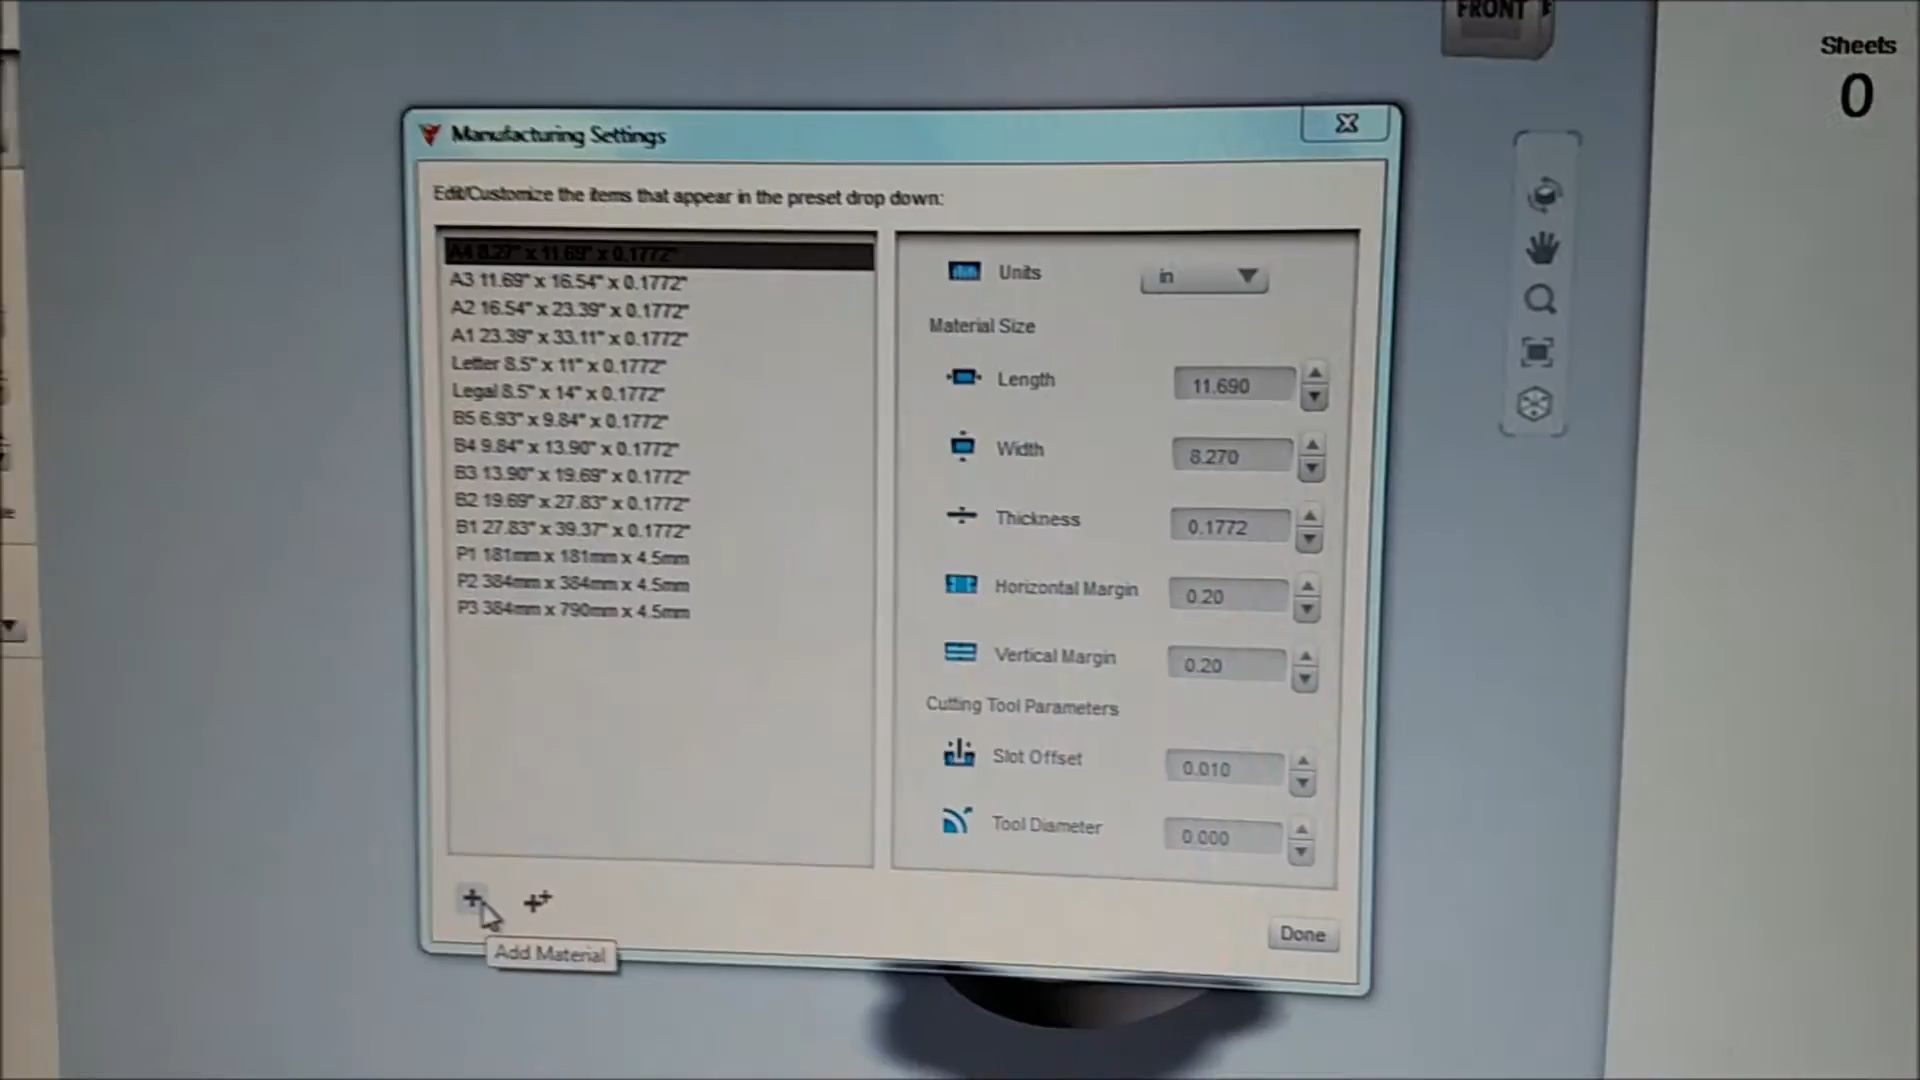 FRONT
Sheets
0
Manufacturing Settings
Edit/Customize the items that appear in the preset drop down:
A4 8.27" x 11.69" x 0.1772"
A3 11.69" x 16.54" x 0.1772"
A2 16.54" x 23.39" x 0.1772"
A1 23.39" x 33.11" x 0.1772"
Letter 8.5" x 11" x 0.1772"
Legal 8.5" x 14" x 0.1772"
B5 6.93" x 9.84" x 0.1772"
B4 9.84" x 13.90" x 0.1772"
B3 13.90" x 19.69" x 0.1772"
B2 19.69" x 27.83" x 0.1772"
B1 27.83" x 39.37" x 0.1772"
P1 181mm x 181mm x 4.5mm
P2 384mm x 384mm x 4.5mm
P3 384mm x 790mm x 4.5mm
Units in
Material Size
Length 11.690
Width 8.270
Thickness 0.1772
Horizontal Margin 0.20
Vertical Margin 0.20
Cutting Tool Parameters
Slot Offset 0.010
Tool Diameter 0.000
Add Material
Done